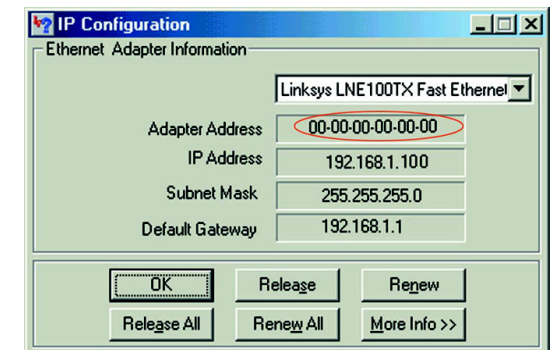 IP Configuration
Ethernet Adapter Information
Linksys LNE100TX Fast Ethernet
Adapter Address 00-00-00-00-00-00
IP Address 192.168.1.100
Subnet Mask 255.255.255.0
Default Gateway 192.168.1.1
OK Release Renew
Release All Renew All More Info >>